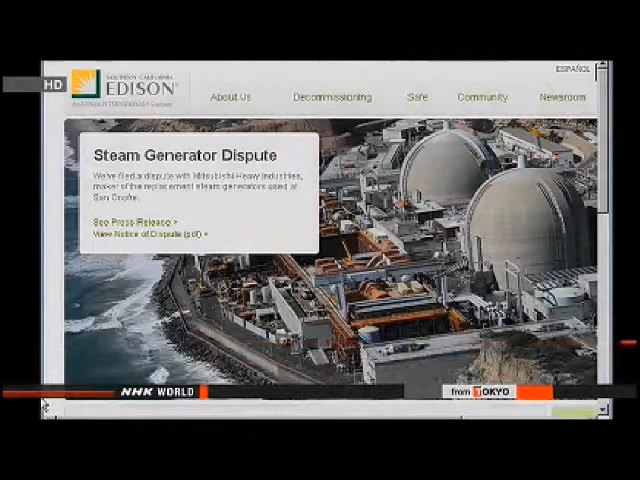 HD
SOUTHERN CALIFORNIA
EDISON
ESPAÑOL
About Us
Decommissioning
Safe
Community
Newsroom
Steam Generator Dispute
We've filed a dispute with Mitsubishi Heavy Industries,
maker of the replacement steam generators used at
San Onofre.
See Press Release >
View Notice of Dispute (pdf) >
NHK WORLD
from TOKYO